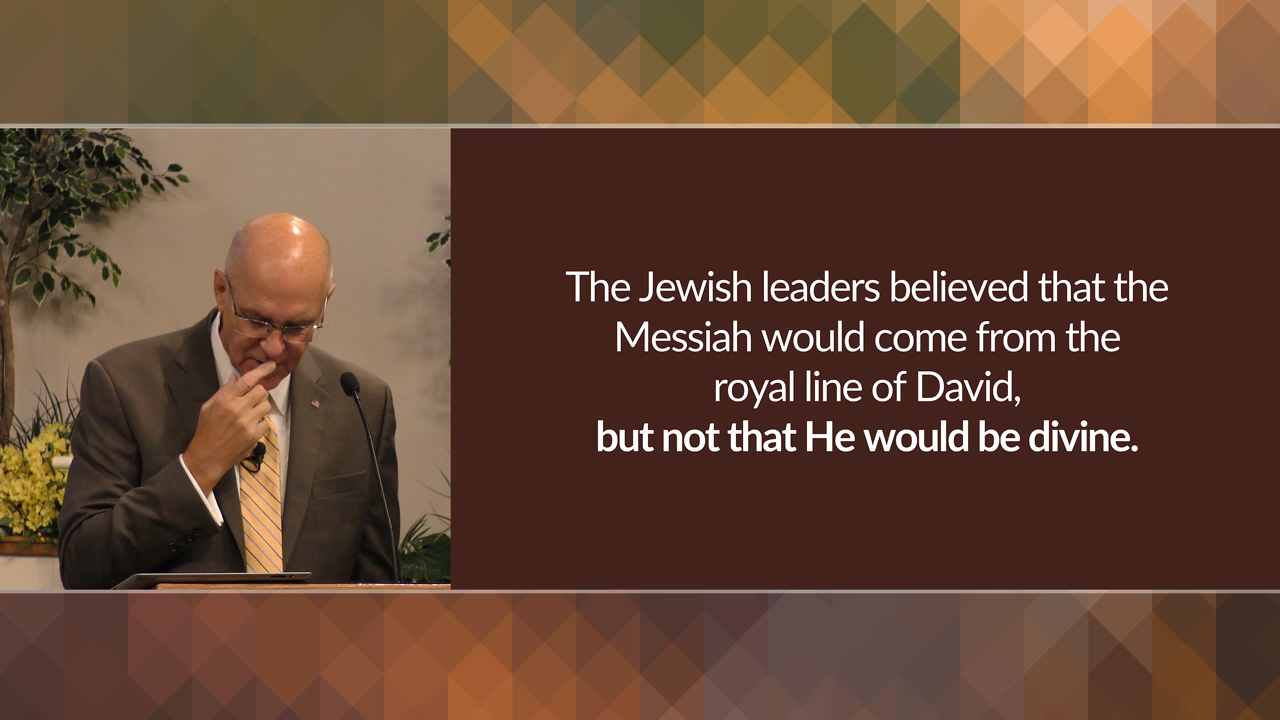 The Jewish leaders believed that the
Messiah would come from the
royal line of David,
but not that He would be divine.